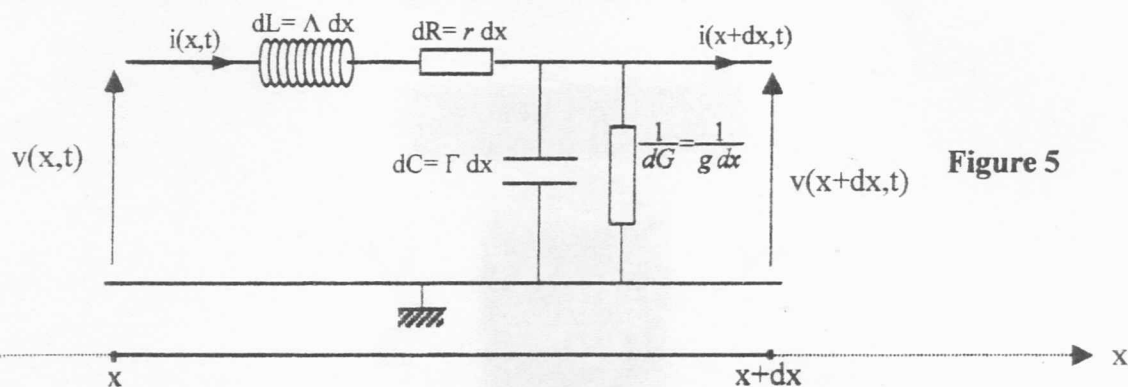 dL= Λ dx
dR= r dx
i(x,t)
i(x+dx,t)
v(x,t)
dC= Γ dx
1/dG = 1/g dx
v(x+dx,t)
Figure 5
x
x+dx
x